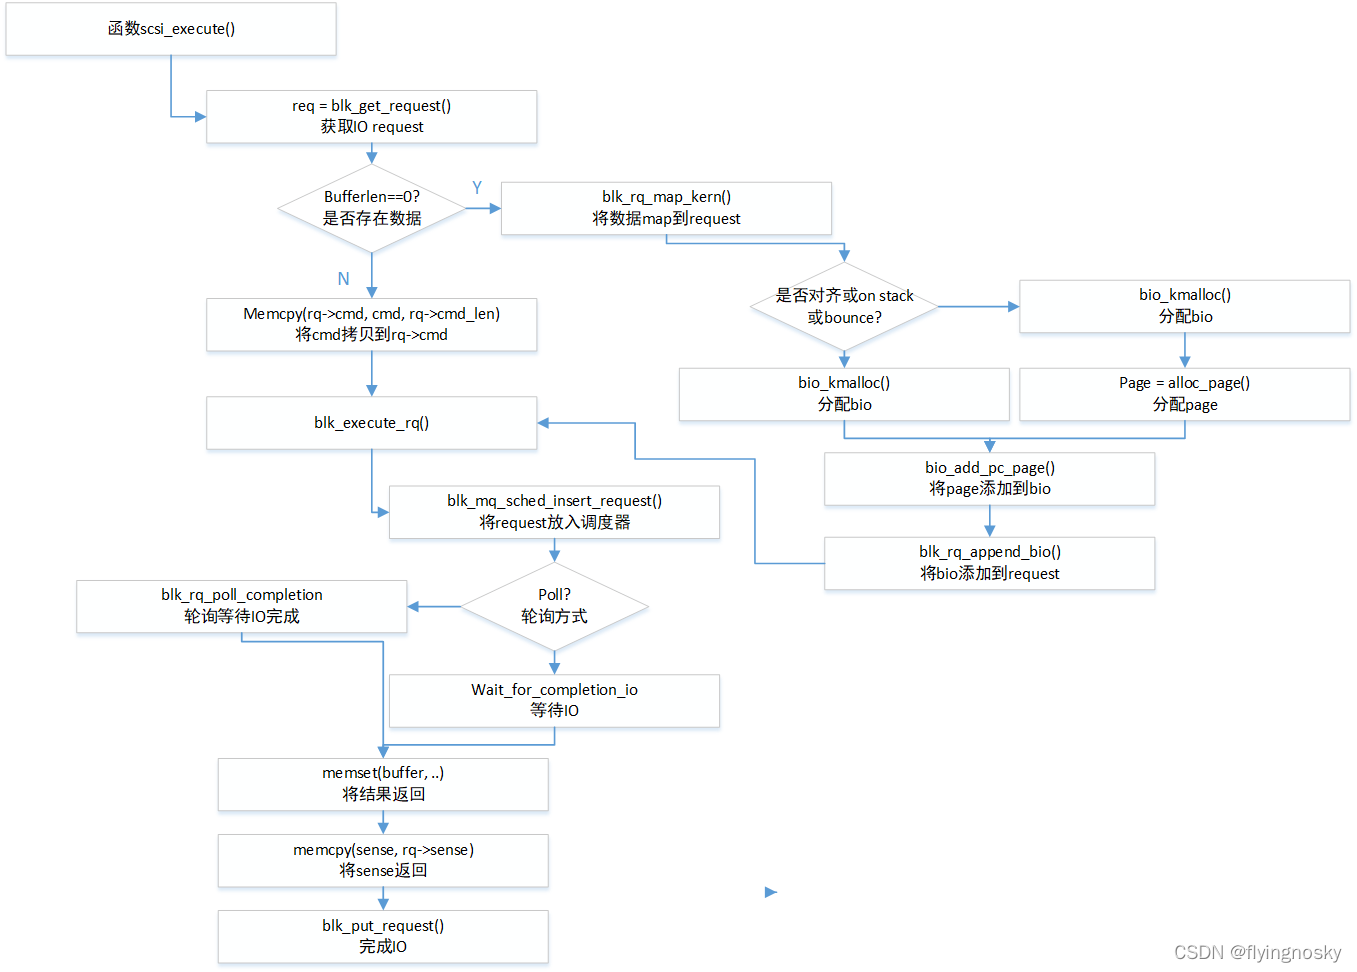 函数scsi_execute()
req = blk_get_request()
获取IO request
Bufferlen==0?
是否存在数据
Y
blk_rq_map_kern()
将数据map到request
N
是否对齐或on stack
或bounce?
bio_kmalloc()
分配bio
Memcpy(rq->cmd, cmd, rq->cmd_len)
将cmd拷贝到rq->cmd
bio_kmalloc()
分配bio
Page = alloc_page()
分配page
blk_execute_rq()
bio_add_pc_page()
将page添加到bio
blk_mq_sched_insert_request()
将request放入调度器
blk_rq_append_bio()
将bio添加到request
Poll?
轮询方式
blk_rq_poll_completion
轮询等待IO完成
Wait_for_completion_io
等待IO
memset(buffer, ..)
将结果返回
memcpy(sense, rq->sense)
将sense返回
blk_put_request()
完成IO
CSDN @flyingnosky